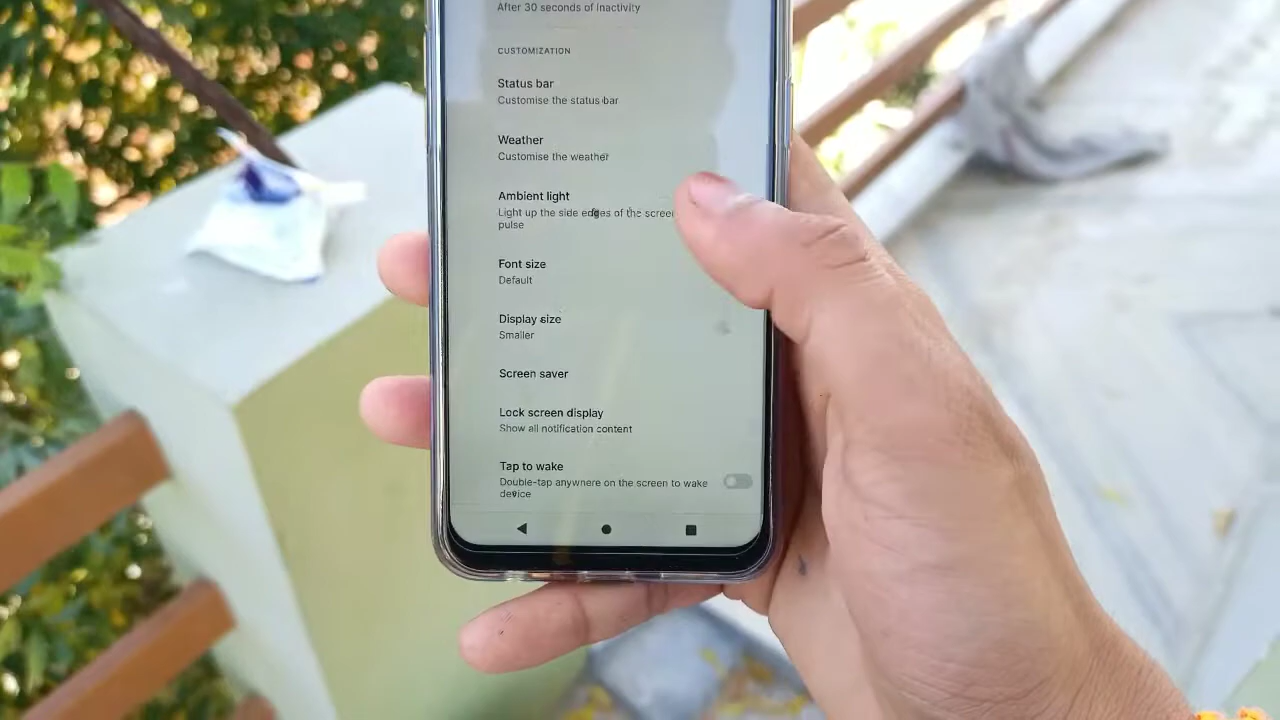 After 30 seconds of inactivity
CUSTOMIZATION
Status bar
Customise the status bar
Weather
Customise the weather
Ambient light
Light up the side edges of the screen
pulse
Font size
Default
Display size
Smaller
Screen saver
Lock screen display
Show all notification content
Tap to wake
Double-tap anywhere on the screen to wake
device